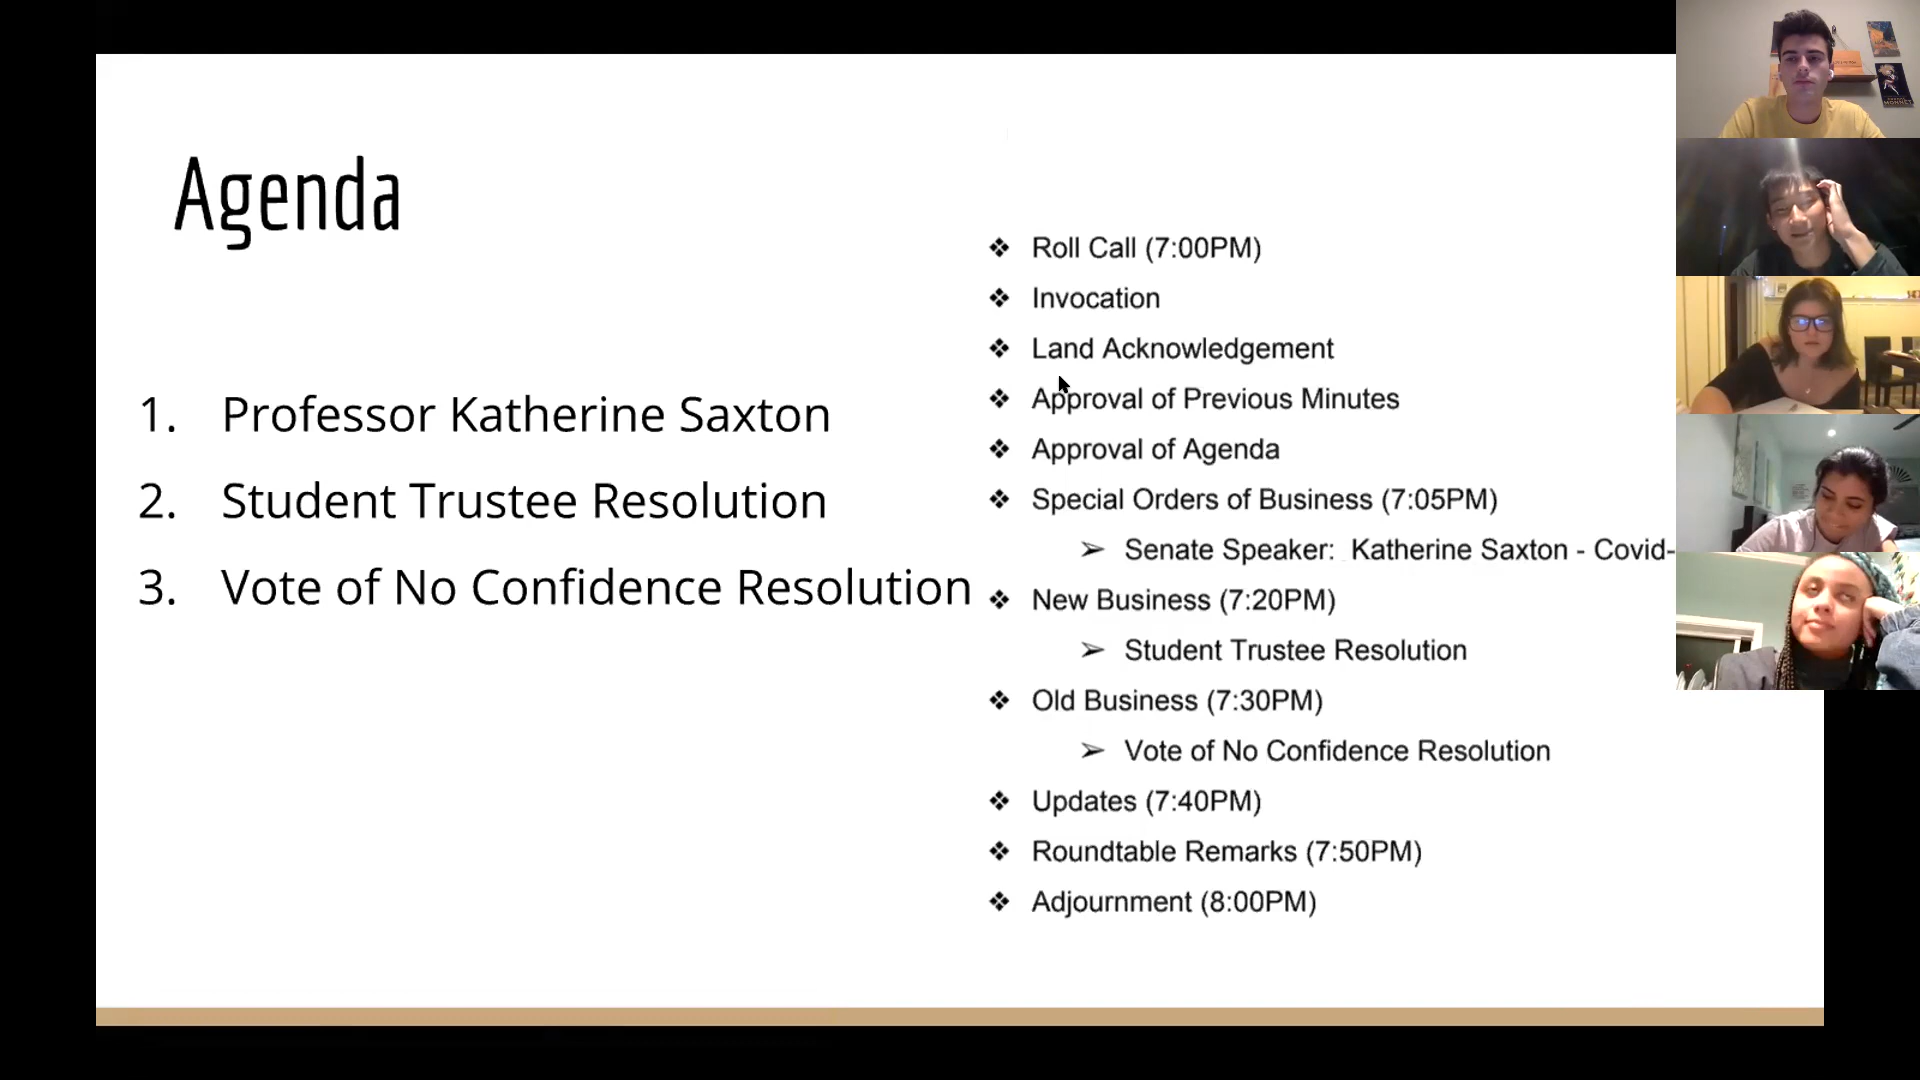 Agenda
1. Professor Katherine Saxton
2. Student Trustee Resolution
3. Vote of No Confidence Resolution
❖ Roll Call (7:00PM)
❖ Invocation
❖ Land Acknowledgement
❖ Approval of Previous Minutes
❖ Approval of Agenda
❖ Special Orders of Business (7:05PM)
➢ Senate Speaker: Katherine Saxton - Covid-
❖ New Business (7:20PM)
➢ Student Trustee Resolution
❖ Old Business (7:30PM)
➢ Vote of No Confidence Resolution
❖ Updates (7:40PM)
❖ Roundtable Remarks (7:50PM)
❖ Adjournment (8:00PM)